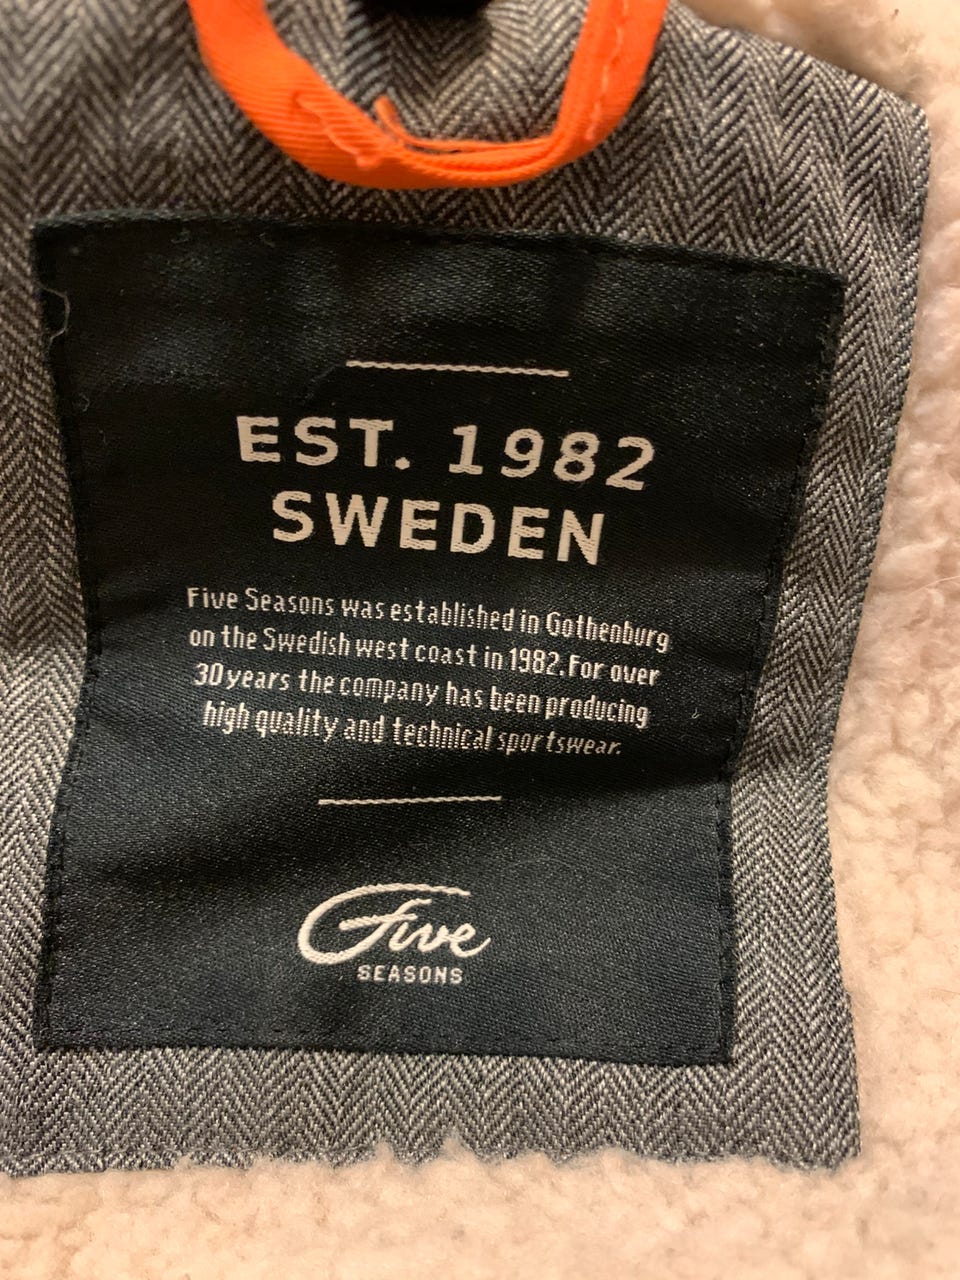 EST. 1982
SWEDEN
Five Seasons was established in Gothenburg
on the Swedish west coast in 1982. For over
30 years the company has been producing
high quality and technical sportswear.
Five
SEASONS